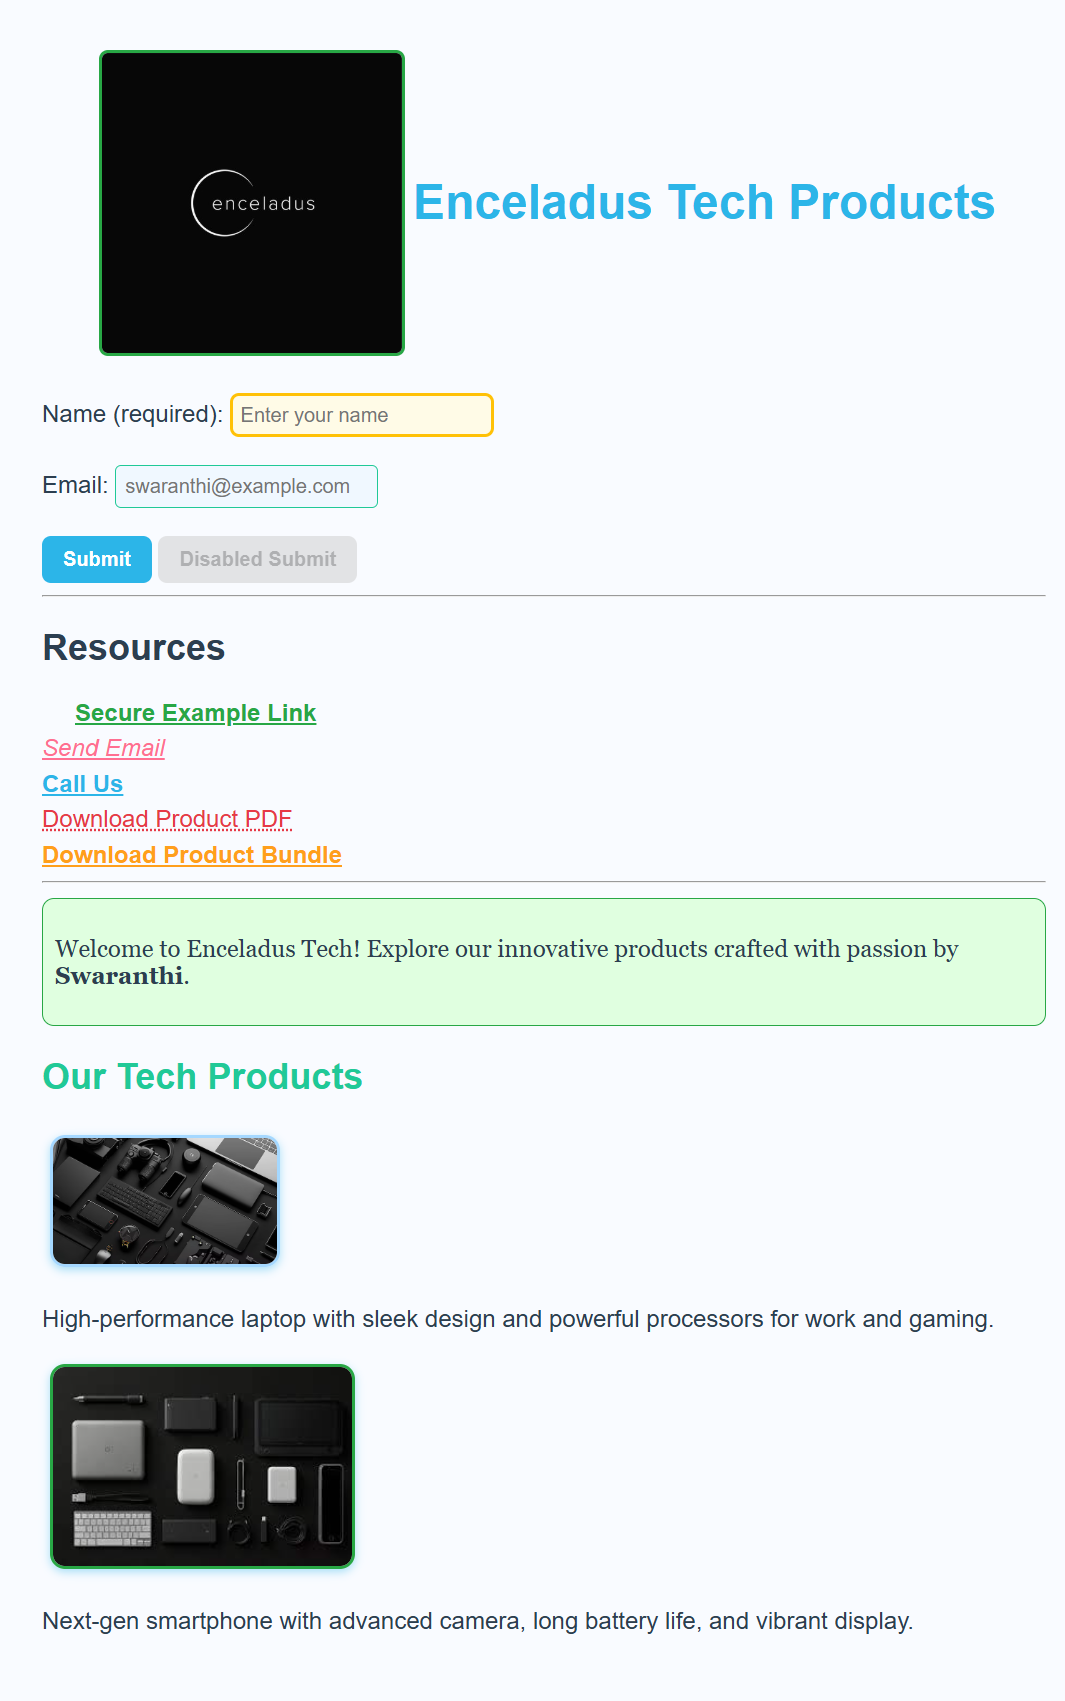 enceladus
Enceladus Tech Products
Name (required): Enter your name
Email: swaranthi@example.com
Submit Disabled Submit
Resources
Secure Example Link
Send Email
Call Us
Download Product PDF
Download Product Bundle
Welcome to Enceladus Tech! Explore our innovative products crafted with passion by
Swaranthi.
Our Tech Products
High-performance laptop with sleek design and powerful processors for work and gaming.
Next-gen smartphone with advanced camera, long battery life, and vibrant display.